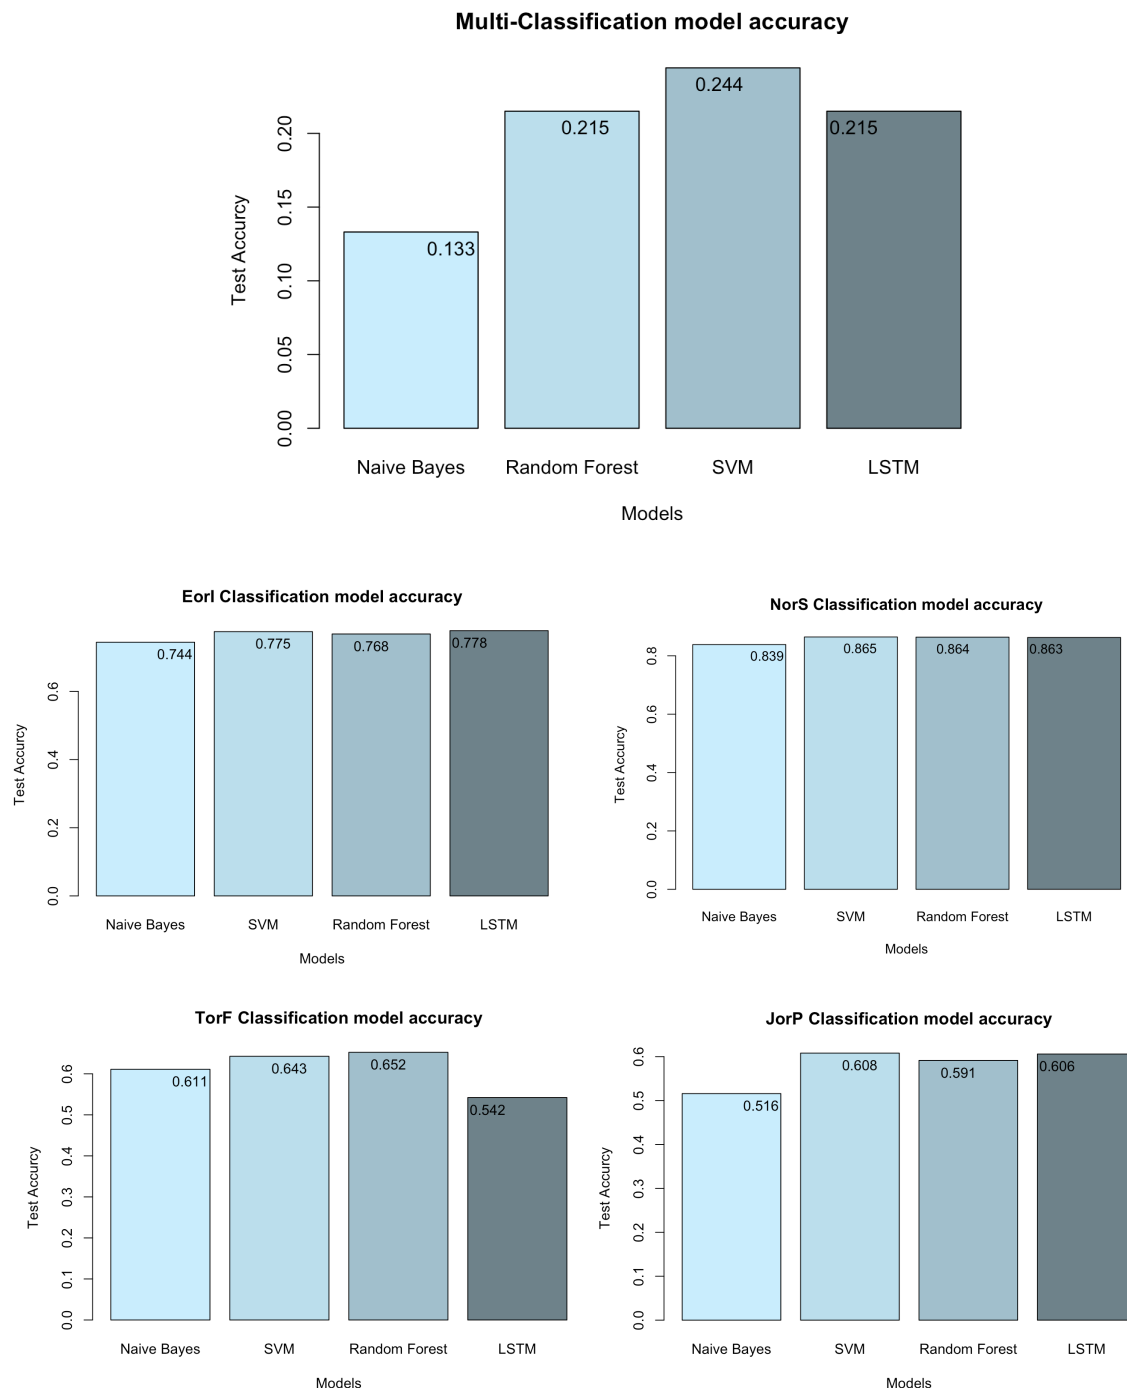 Multi-Classification model accuracy
Test Accurcy
0.00 0.05 0.10 0.15 0.20
0.133
0.215
0.244
0.215
Naive Bayes Random Forest SVM LSTM
Models
EorI Classification model accuracy
Test Accurcy
0.0 0.2 0.4 0.6
0.744
0.775
0.768
0.778
Naive Bayes SVM Random Forest LSTM
Models
NorS Classification model accuracy
Test Accurcy
0.0 0.2 0.4 0.6 0.8
0.839
0.865
0.864
0.863
Naive Bayes SVM Random Forest LSTM
Models
TorF Classification model accuracy
Test Accurcy
0.0 0.1 0.2 0.3 0.4 0.5 0.6
0.611
0.643
0.652
0.542
Naive Bayes SVM Random Forest LSTM
Models
JorP Classification model accuracy
Test Accurcy
0.0 0.1 0.2 0.3 0.4 0.5 0.6
0.516
0.608
0.591
0.606
Naive Bayes SVM Random Forest LSTM
Models